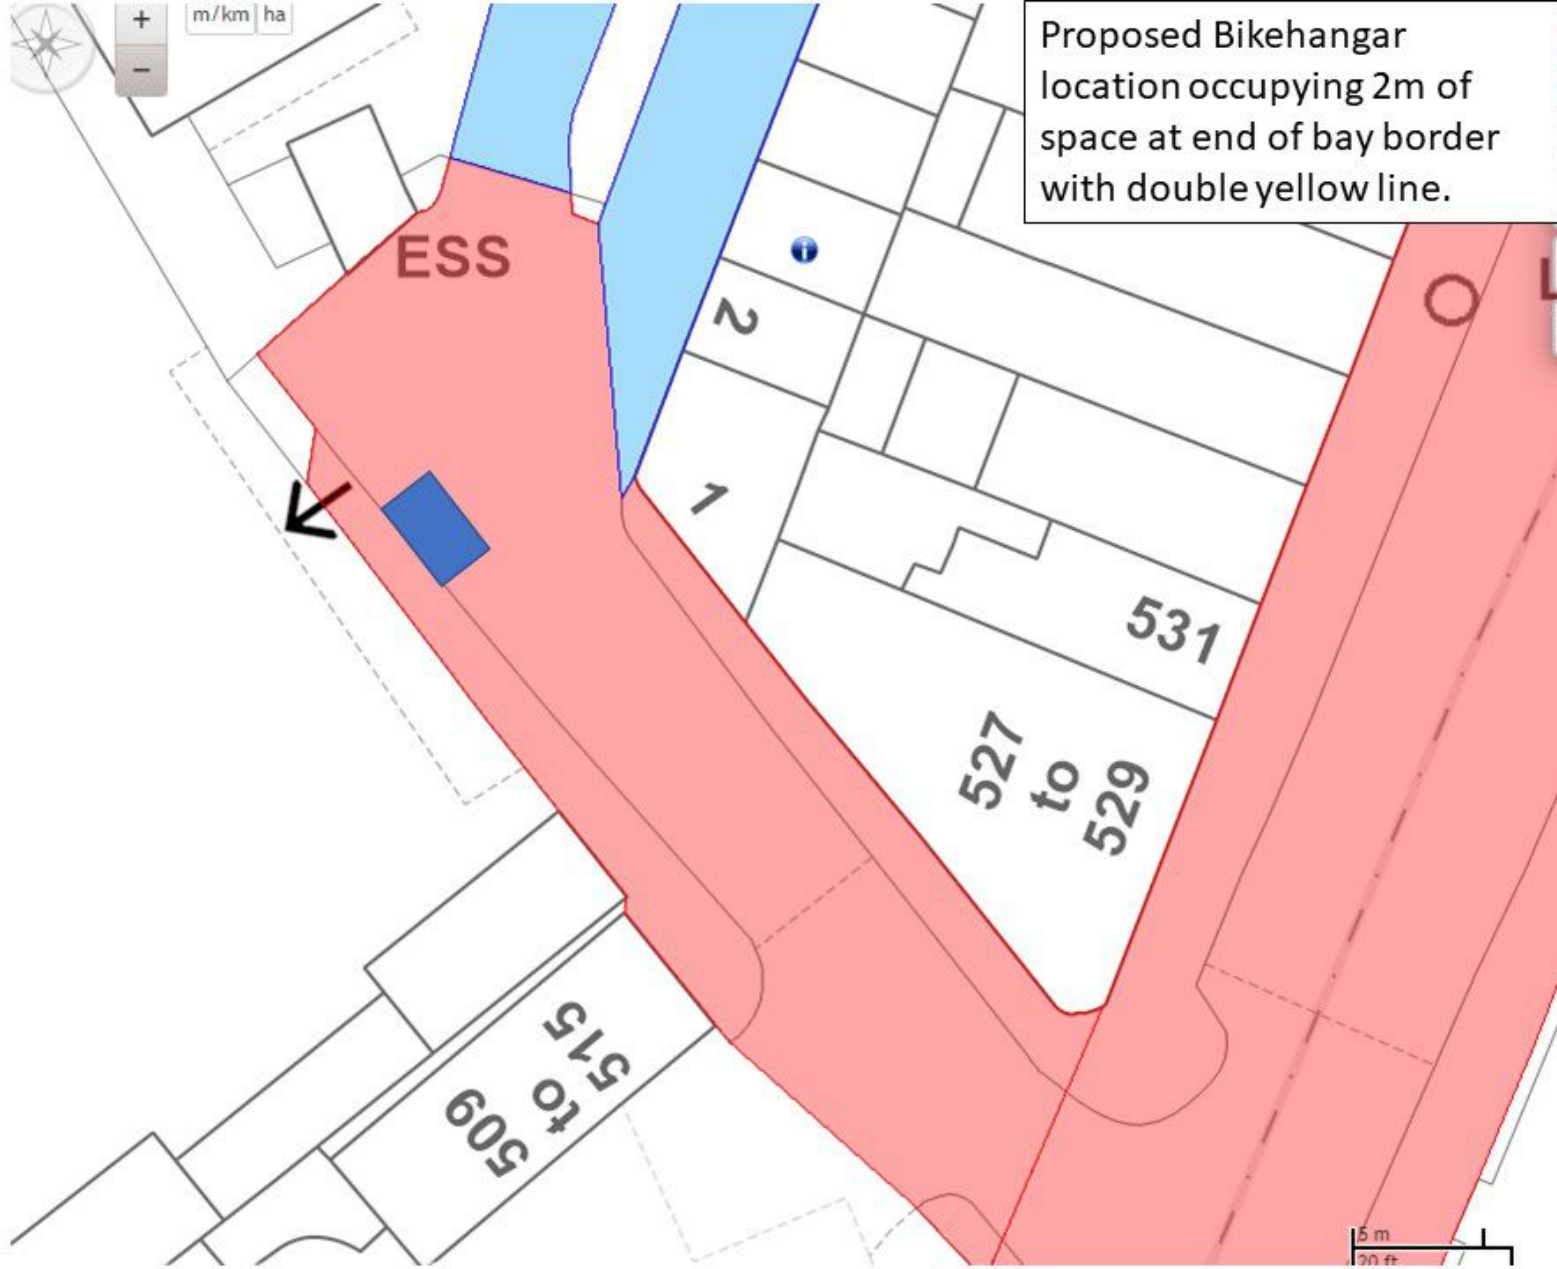 +
m/km ha
−
Proposed Bikehangar
location occupying 2m of
space at end of bay border
with double yellow line.
ESS
i
2
1
531
527
to
529
515
to
509
5 m
20 ft